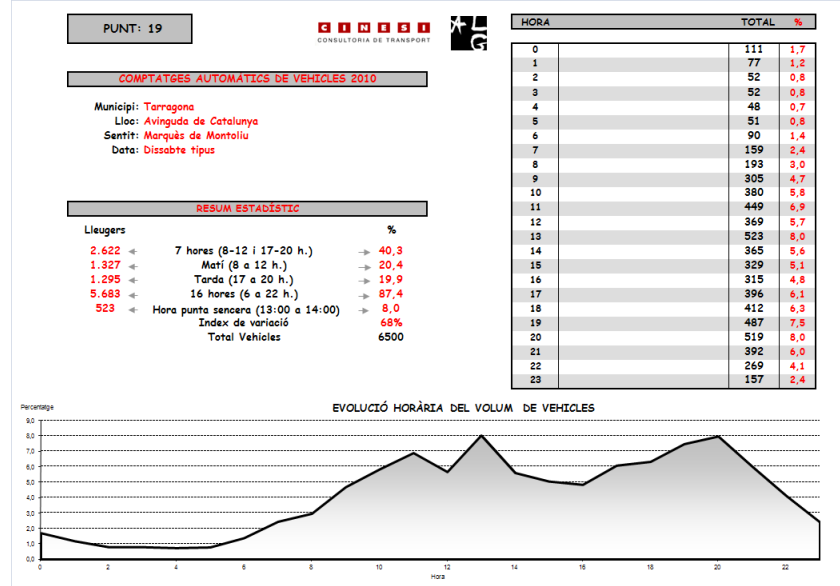 PUNT: 19
CINESI
CONSULTORIA DE TRANSPORT
ALG
COMPTATGES AUTOMÀTICS DE VEHICLES 2010
Municipi: Tarragona
Lloc: Avinguda de Catalunya
Sentit: Marquès de Montoliu
Data: Dissabte tipus
RESUM ESTADÍSTIC
Lleugers %
2.622 7 hores (8-12 i 17-20 h.) 40,3
1.327 Matí (8 a 12 h.) 20,4
1.295 Tarda (17 a 20 h.) 19,9
5.683 16 hores (6 a 22 h.) 87,4
523 Hora punta sencera (13:00 a 14:00) 8,0
Index de variació 68%
Total Vehicles 6500
HORA TOTAL %
0 111 1,7
1 77 1,2
2 52 0,8
3 52 0,8
4 48 0,7
5 51 0,8
6 90 1,4
7 159 2,4
8 193 3,0
9 305 4,7
10 380 5,8
11 449 6,9
12 369 5,7
13 523 8,0
14 365 5,6
15 329 5,1
16 315 4,8
17 396 6,1
18 412 6,3
19 487 7,5
20 519 8,0
21 392 6,0
22 269 4,1
23 157 2,4
EVOLUCIÓ HORÀRIA DEL VOLUM DE VEHICLES
Percentatge
9,0
8,0
7,0
6,0
5,0
4,0
3,0
2,0
1,0
0,0
0 2 4 6 8 10 12 14 16 18 20 22
Hora